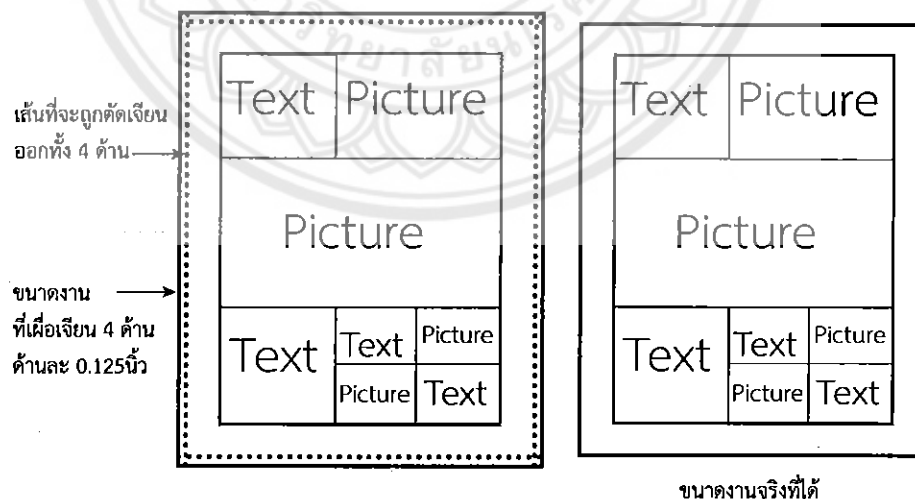 เส้นที่จะถูกตัดเจียน
ออกทั้ง 4 ด้าน
ขนาดงาน
ที่เผื่อเจียน 4 ด้าน
ด้านละ 0.125นิ้ว
Text Picture
Picture
Text Text Picture
Picture Text
Text Picture
Picture
Text Text Picture
Picture Text
ขนาดงานจริงที่ได้